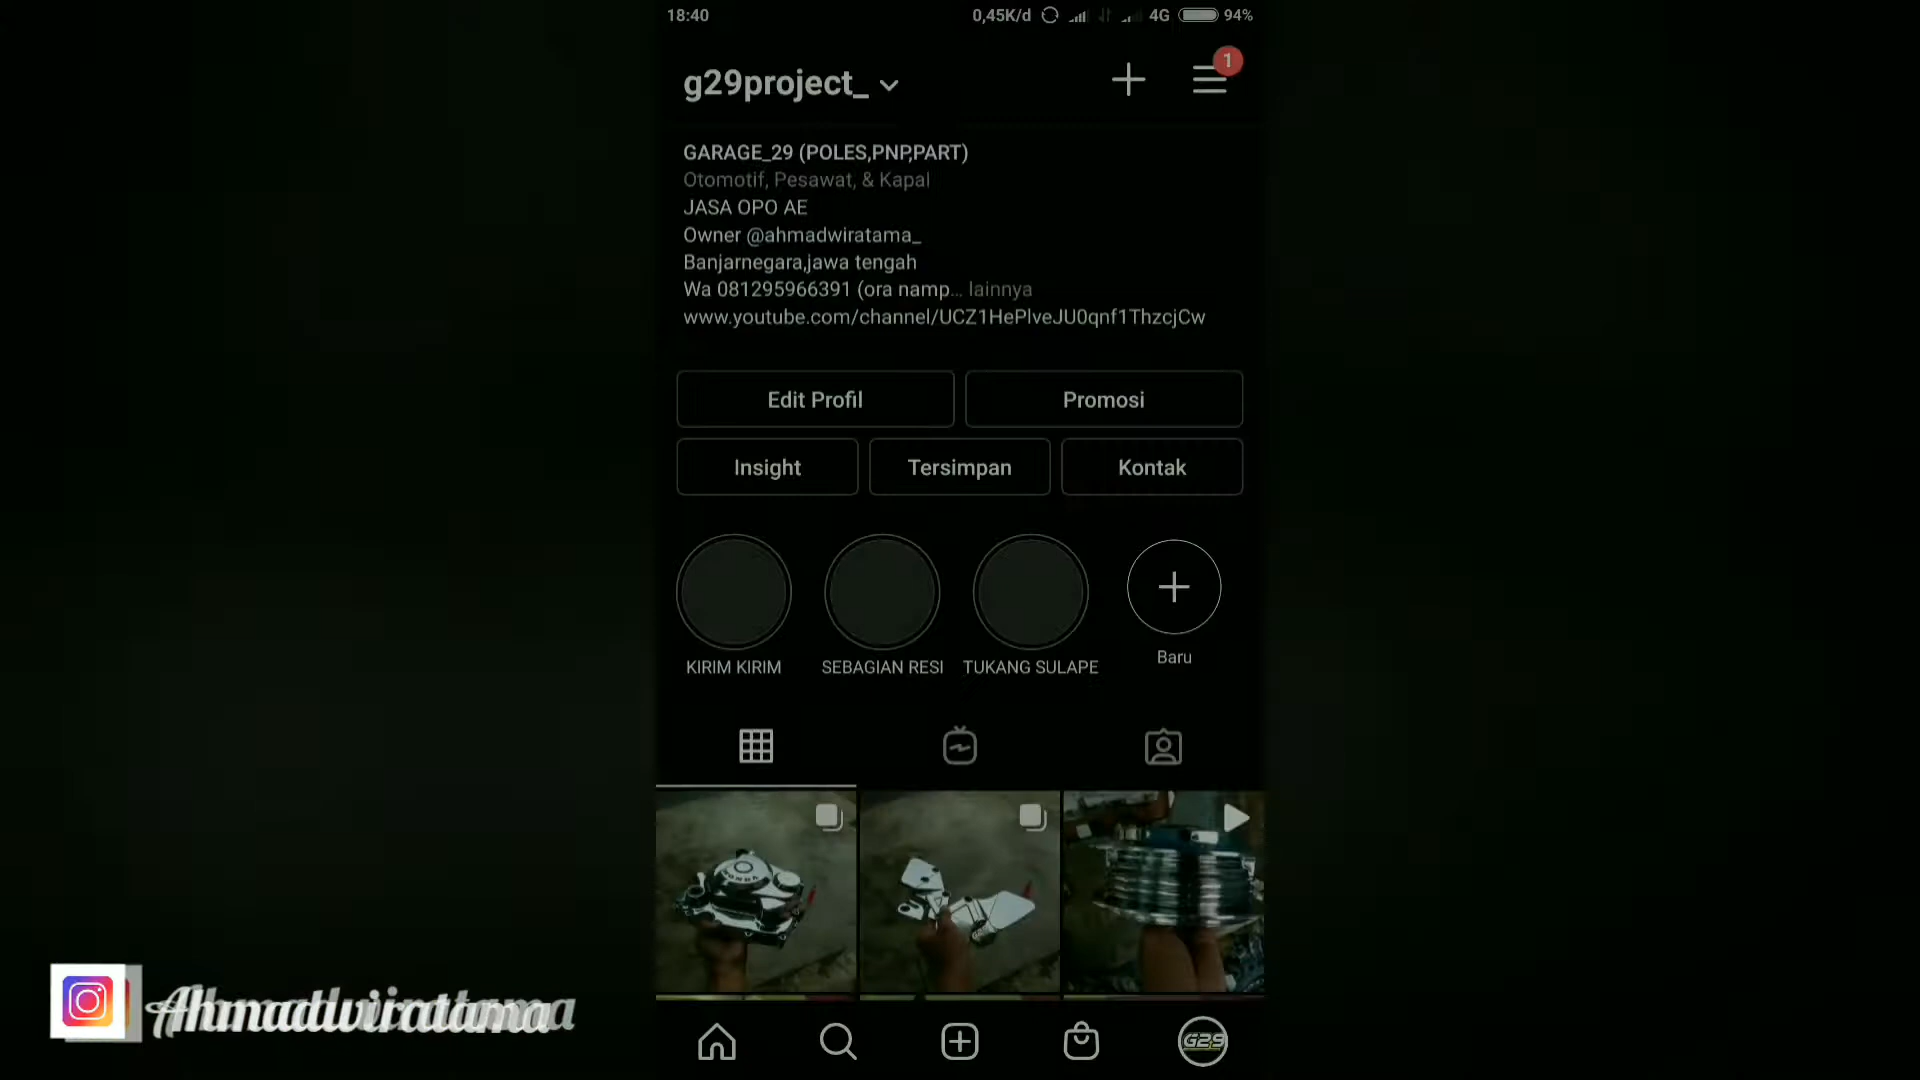 18:40
0,45K/d 4G 94%
g29project_
1
GARAGE_29 (POLES,PNP,PART)
Otomotif, Pesawat, & Kapal
JASA OPO AE
Owner @ahmadwiratama_
Banjarnegara,jawa tengah
Wa 081295966391 (ora namp... lainnya
www.youtube.com/channel/UCZ1HePlveJU0qnf1ThzcjCw
Edit Profil
Promosi
Insight
Tersimpan
Kontak
KIRIM KIRIM
SEBAGIAN RESI
TUKANG SULAPE
Baru
HONDA
Ahmadwiratama
G29